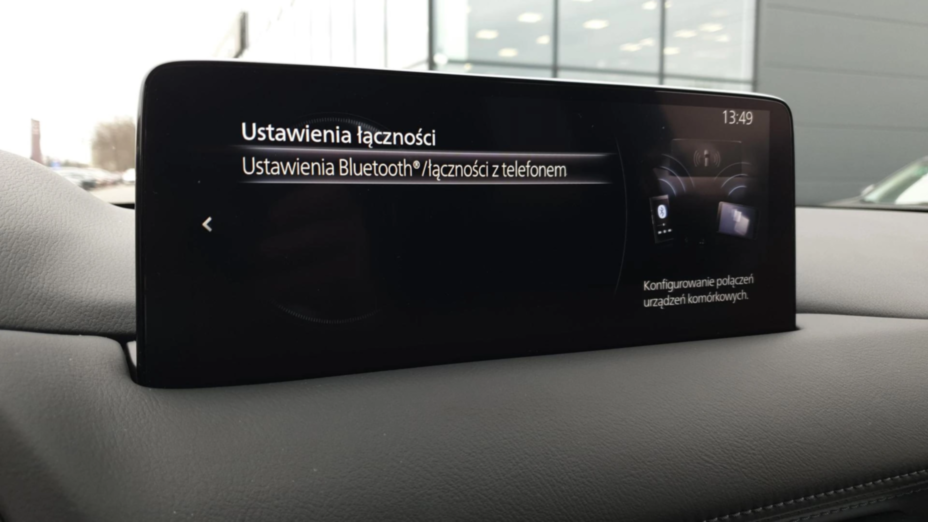 13:49
Ustawienia łączności
Ustawienia Bluetooth®/łączności z telefonem
Konfigurowanie połączeń
urządzeń komórkowych.